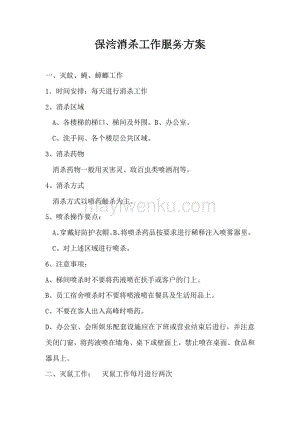 保洁消杀工作服务方案
一、灭蚊、蝇、蟑螂工作
1、时间安排：每天进行消杀工作
2、消杀区域
A、各楼梯的梯口、梯间及外围。B、办公室。
C、洗手间、各个楼层公共区域。
3、消杀药物
消杀药物一般用灭害灵、敌百虫类喷洒剂等。
4、消杀方式
消杀方式以喷药触杀为主。
5、喷杀操作要点：
A、穿戴好防护衣帽。B、将喷杀药品按要求进行稀释注入喷雾器里。
C、对上述区域进行喷杀。
6、注意事项：
A、梯间喷杀时不要将药液喷在扶手或客户的门上。
B、员工宿舍喷杀时不要将药液喷在餐具及生活用品上。
C、不要在客人出入高峰时喷药。
D、办公室、会所娱乐配套设施应在下班或营业结束后进行，并注意
关闭门窗，将药液喷在墙角、桌下或壁面上，禁止喷在桌面、食品和
器具上。
二、灭鼠工作： 灭鼠工作每月进行两次
mayiwenku.com